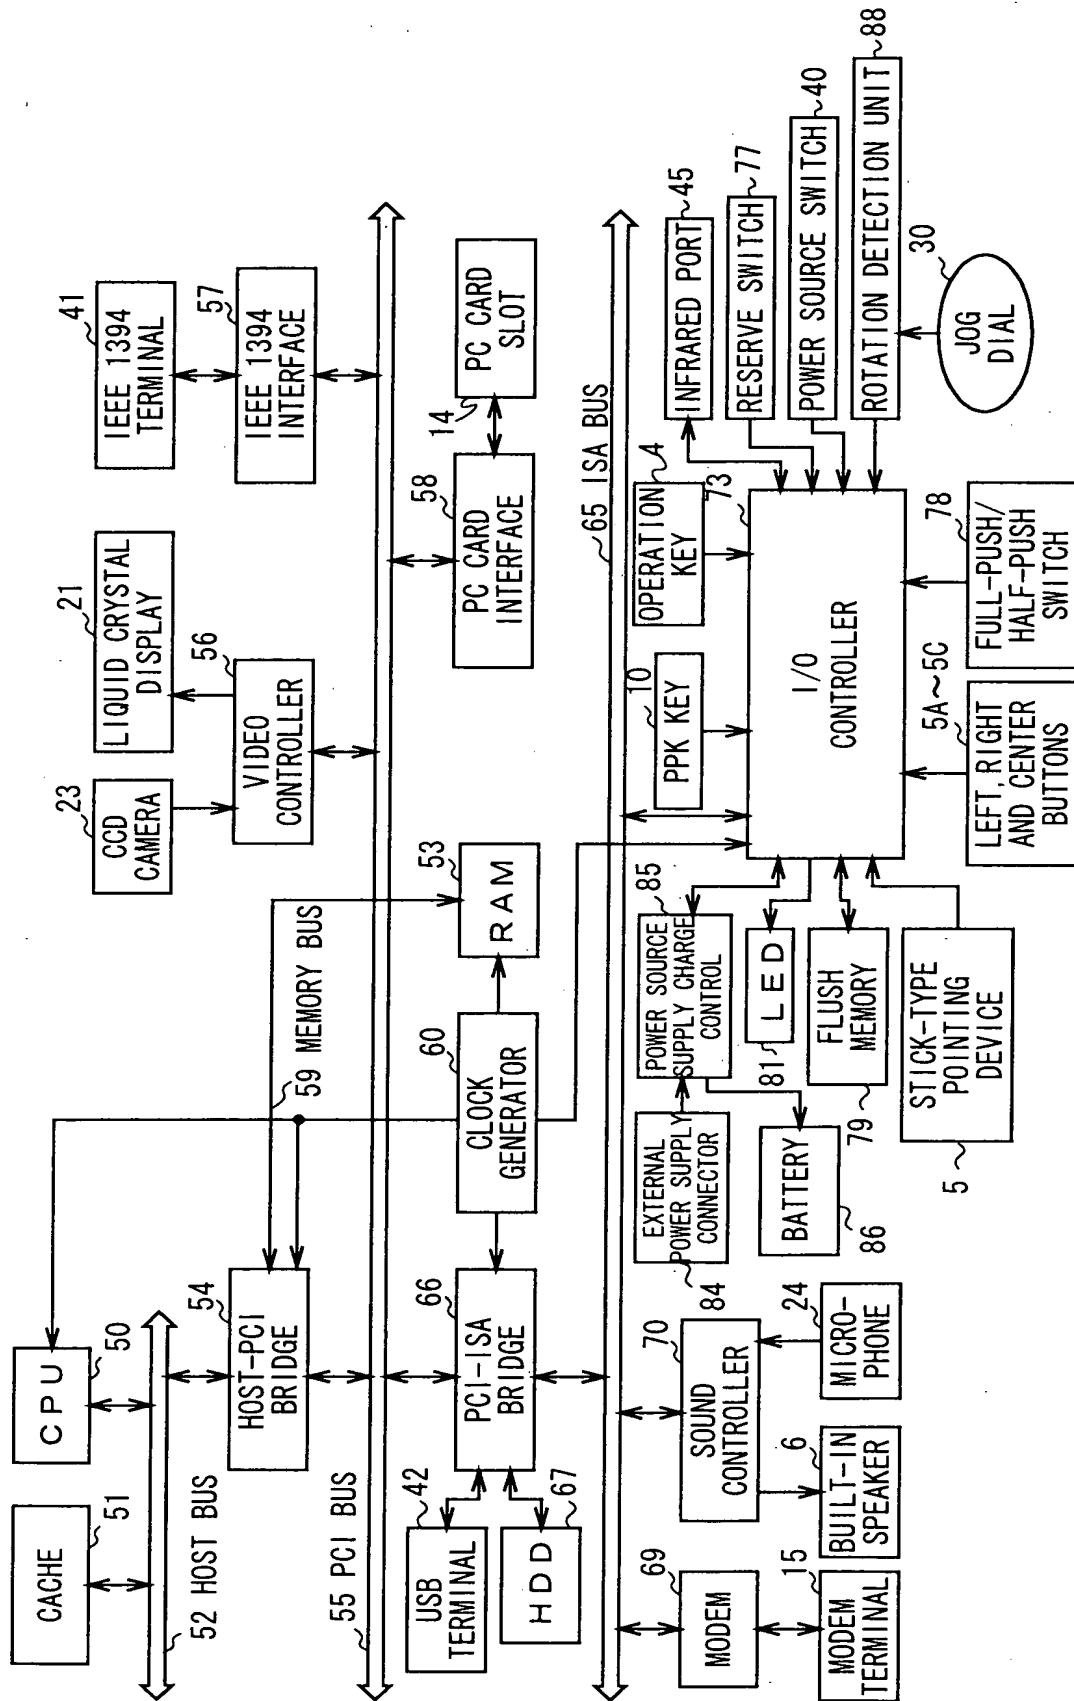 CACHE
51
CPU
50
52 HOST BUS
HOST-PCI
BRIDGE
54
59 MEMORY BUS
CCD
CAMERA
23
LIQUID CRYSTAL
DISPLAY
21
VIDEO
CONTROLLER
56
IEEE 1394
TERMINAL
41
IEEE 1394
INTERFACE
57
55 PCI BUS
USB
TERMINAL
42
HDD
67
PCI-ISA
BRIDGE
66
CLOCK
GENERATOR
60
RAM
53
PC CARD
INTERFACE
58
PC CARD
SLOT
14
65 ISA BUS
MODEM
69
MODEM
TERMINAL
15
SOUND
CONTROLLER
70
BUILT-IN
SPEAKER
6
MICRO-
PHONE
24
EXTERNAL
POWER SUPPLY
CONNECTOR
84
POWER SOURCE
SUPPLY CHARGE
CONTROL
85
BATTERY
86
LED
81
FLUSH
MEMORY
79
STICK-TYPE
POINTING
DEVICE
5
PPK KEY
10
OPERATION
KEY
4
I/O
CONTROLLER
73
LEFT, RIGHT
AND CENTER
BUTTONS
5A~5C
FULL-PUSH/
HALF-PUSH
SWITCH
78
INFRARED PORT
45
RESERVE SWITCH
77
POWER SOURCE SWITCH
40
ROTATION DETECTION UNIT
88
JOG
DIAL
30